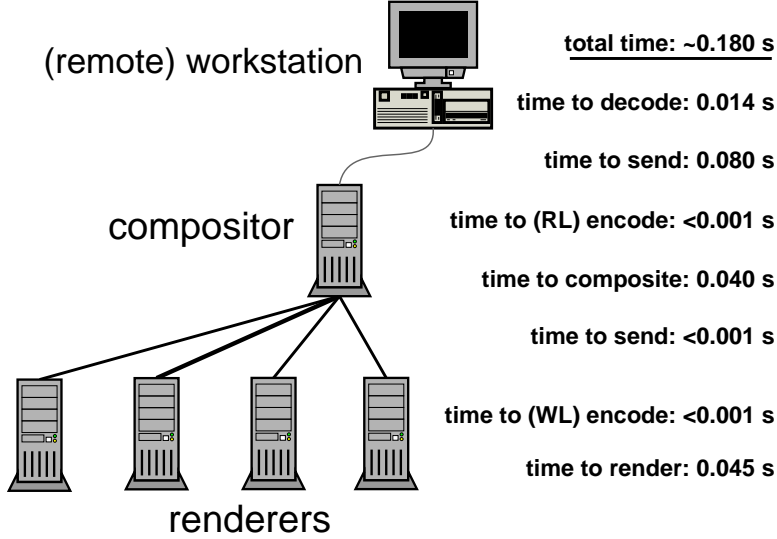 total time: ~0.180 s
(remote) workstation
time to decode: 0.014 s
time to send: 0.080 s
compositor
time to (RL) encode: <0.001 s
time to composite: 0.040 s
time to send: <0.001 s
time to (WL) encode: <0.001 s
time to render: 0.045 s
renderers